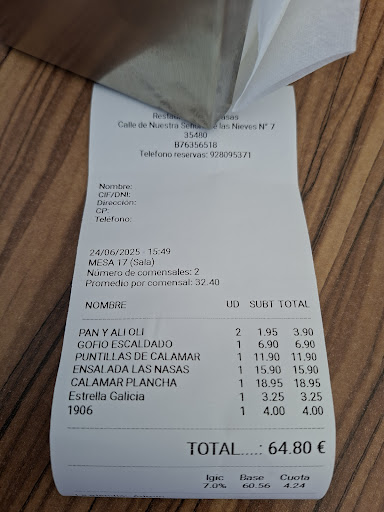 Calle de Nuestra Señora de las Nieves N° 7
35480
B76356518
Telefono reservas: 928095371
Nombre:
CIF/DNI:
Dirección:
CP:
Teléfono:
24/06/2025 - 15:49
MESA 17 (Sala)
Número de comensales: 2
Promedio por comensal: 32.40
NOMBRE UD SUBT TOTAL
PAN Y ALI OLI 2 1.95 3.90
GOFIO ESCALDADO 1 6.90 6.90
PUNTILLAS DE CALAMAR 1 11.90 11.90
ENSALADA LAS NASAS 1 15.90 15.90
CALAMAR PLANCHA 1 18.95 18.95
Estrella Galicia 1 3.25 3.25
1906 1 4.00 4.00
TOTAL....: 64.80 €
Igic Base Cuota
7.0% 60.56 4.24